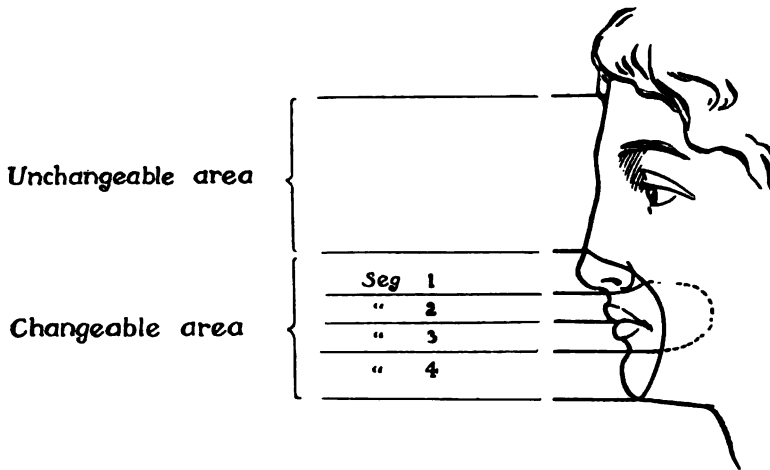 Unchangeable area
Seg 1
“ 2
Changeable area
“ 3
“ 4